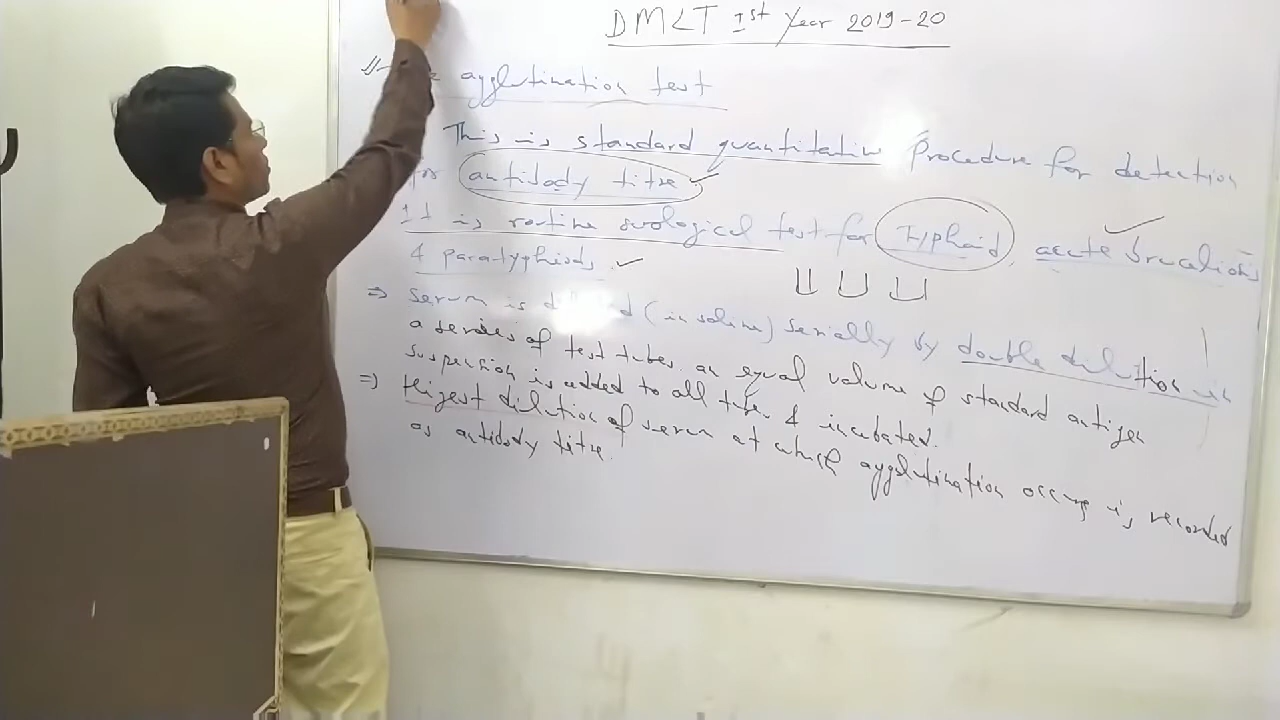 DMLT 1st Year 2019-20
agglutination test
This is standard quantitative Procedure for detection
for antibody titre.
It is routine serological test for Typhoid, acute brucellosis
& paratyphoids.
⇒ Serum is (in saline) serially by double dilution in
a series of test tubes. an equal volume of standard antigen
suspension is added to all tubes & incubated.
⇒ Higest dilution of serum at which agglutination occurs is recorded
as antibody titre.